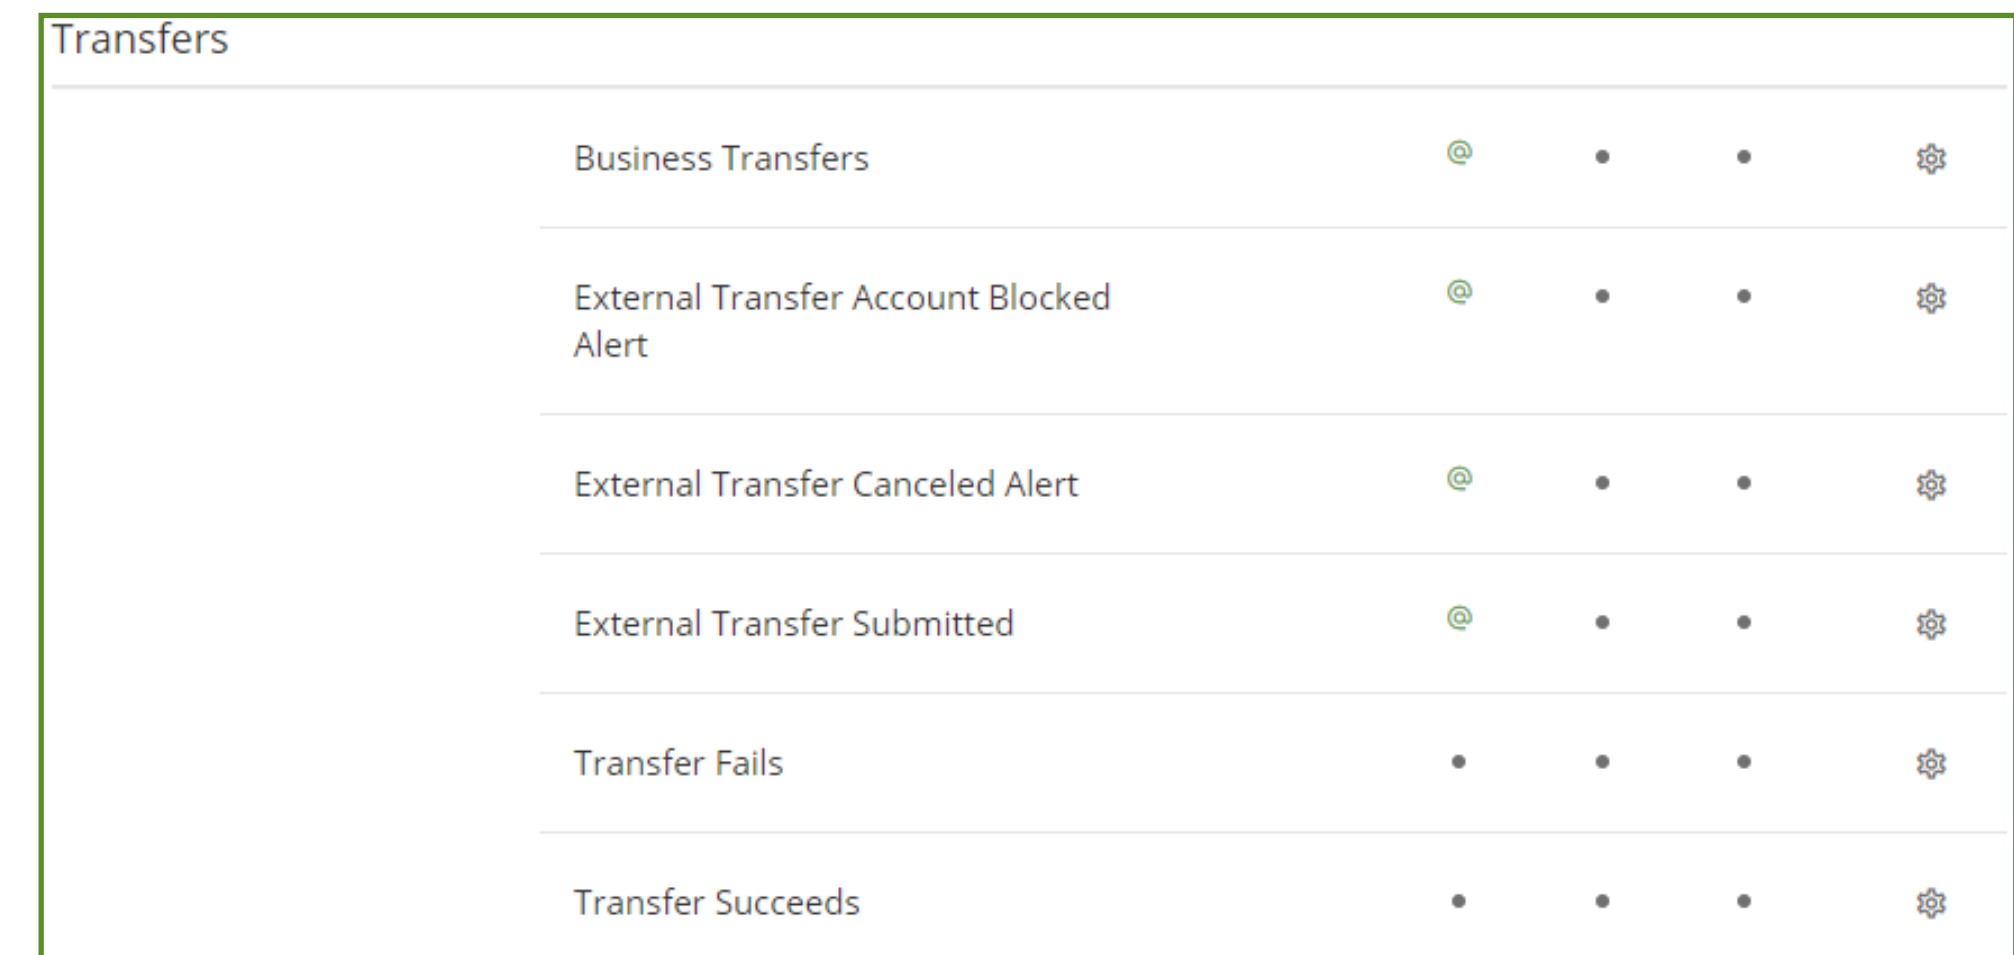 Transfers
Business Transfers @ • •
External Transfer Account Blocked @ • •
Alert
External Transfer Canceled Alert @ • •
External Transfer Submitted @ • •
Transfer Fails • • •
Transfer Succeeds • • •